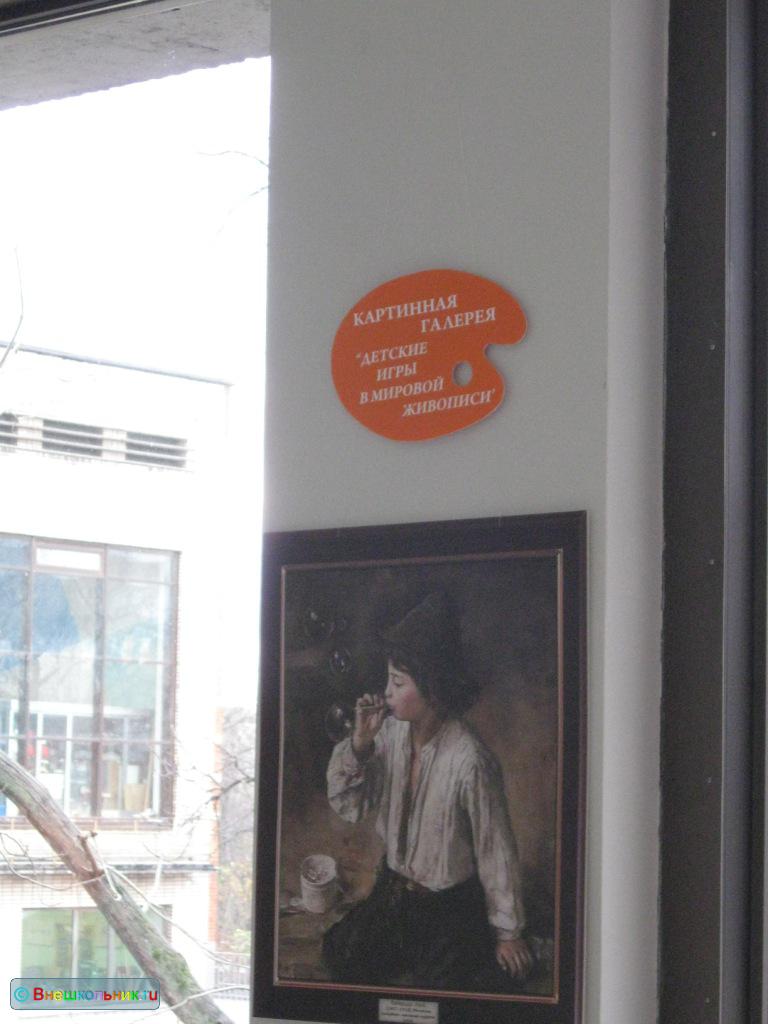 КАРТИННАЯ
ГАЛЕРЕЯ
"ДЕТСКИЕ
ИГРЫ
В МИРОВОЙ
ЖИВОПИСИ"
© Внешкольник.ru